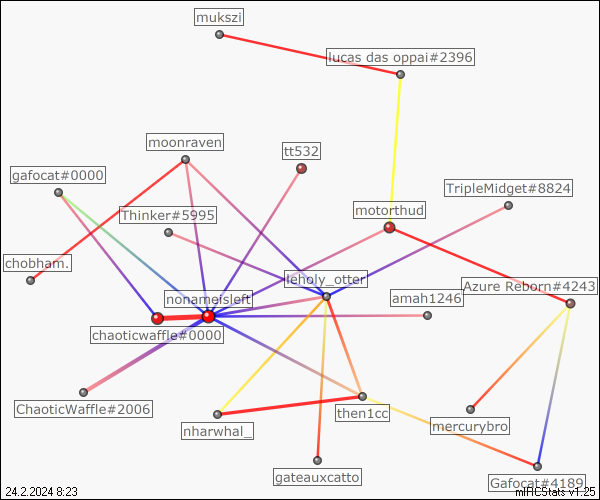 mukszi
lucas das oppai#2396
moonraven
tt532
gafocat#0000
TripleMidget#8824
Thinker#5995
motorthud
chobham.
leholy_otter
Azure Reborn#4243
nonameisleft
amah1246
chaoticwaffle#0000
ChaoticWaffle#2006
then1cc
mercurybro
nharwhal_
gateauxcatto
Gafocat#4189
24.2.2024 8:23
mIRCStats v1.25